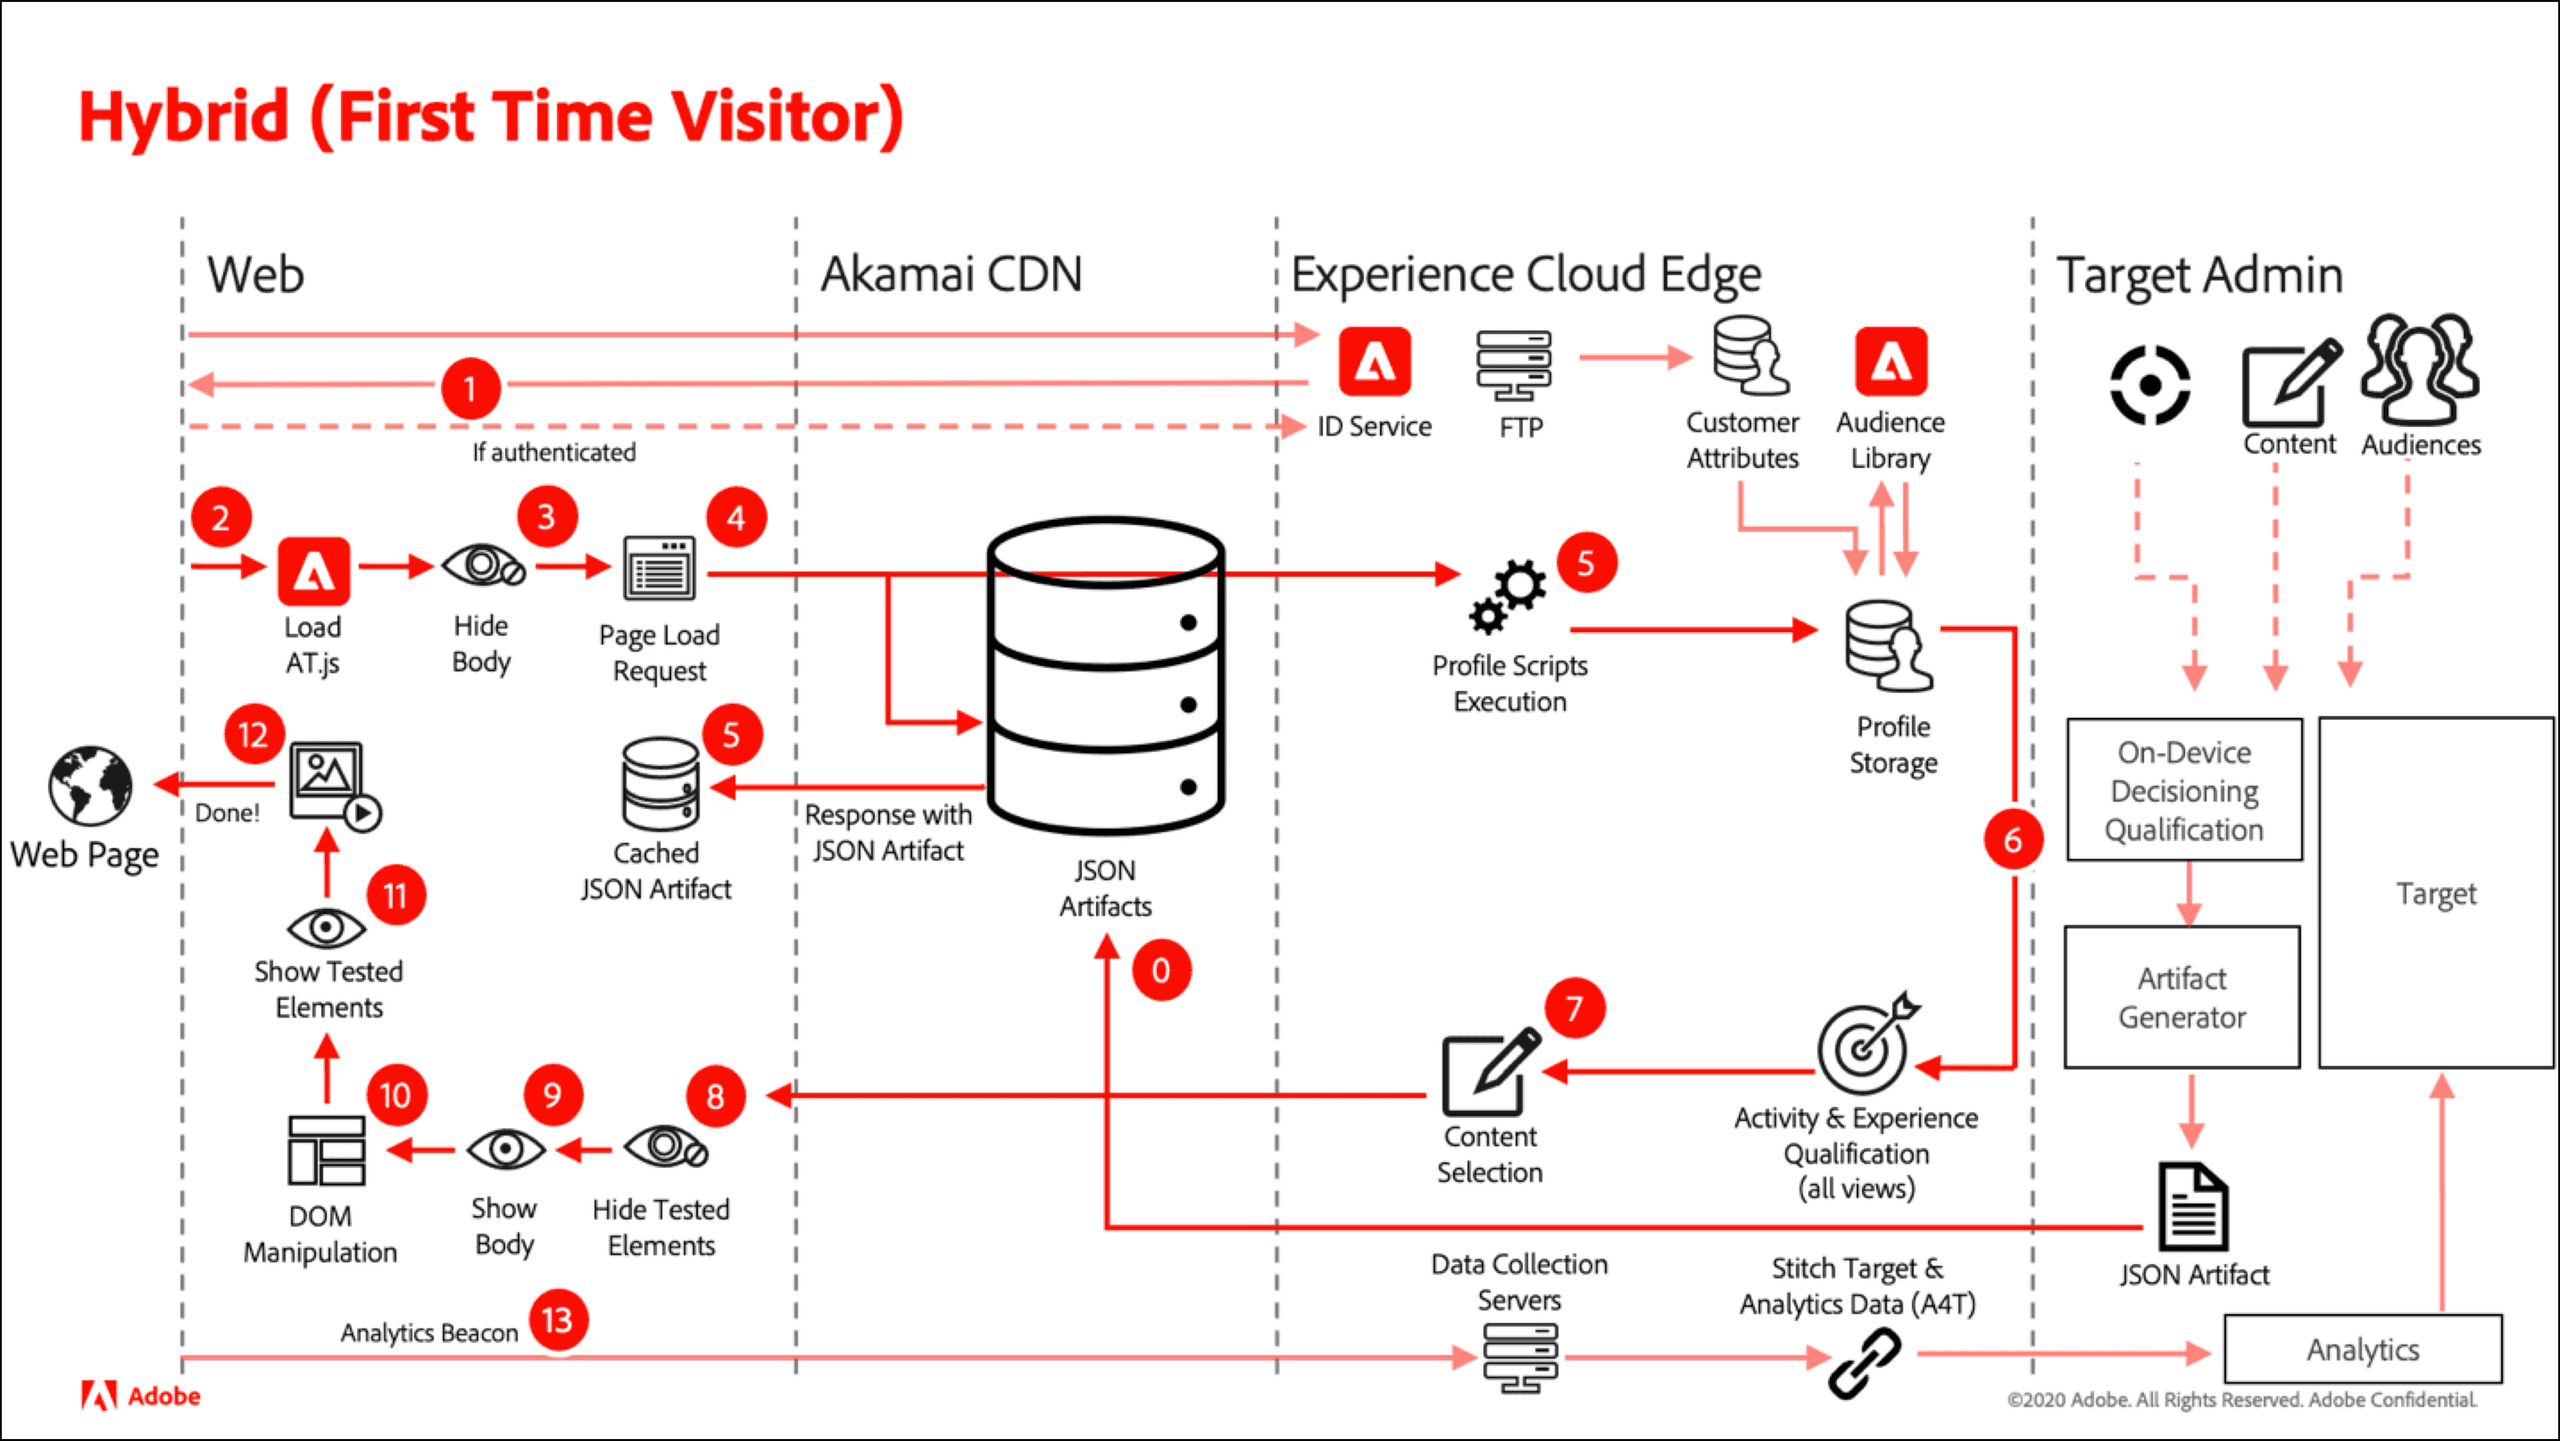 Hybrid (First Time Visitor)
Web
Akamai CDN
Experience Cloud Edge
Target Admin
1
If authenticated
ID Service
FTP
Customer
Attributes
Audience
Library
Content
Audiences
2
3
4
5
Load
AT.js
Hide
Body
Page Load
Request
Profile Scripts
Execution
Profile
Storage
12
5
Done!
Web Page
Cached
JSON Artifact
Response with
JSON Artifact
JSON
Artifacts
6
On-Device
Decisioning
Qualification
Target
11
Show Tested
Elements
0
7
Artifact
Generator
10
9
8
DOM
Manipulation
Show
Body
Hide Tested
Elements
Content
Selection
Activity & Experience
Qualification
(all views)
JSON Artifact
Analytics Beacon
13
Data Collection
Servers
Stitch Target &
Analytics Data (A4T)
Analytics
Adobe
©2020 Adobe. All Rights Reserved. Adobe Confidential.